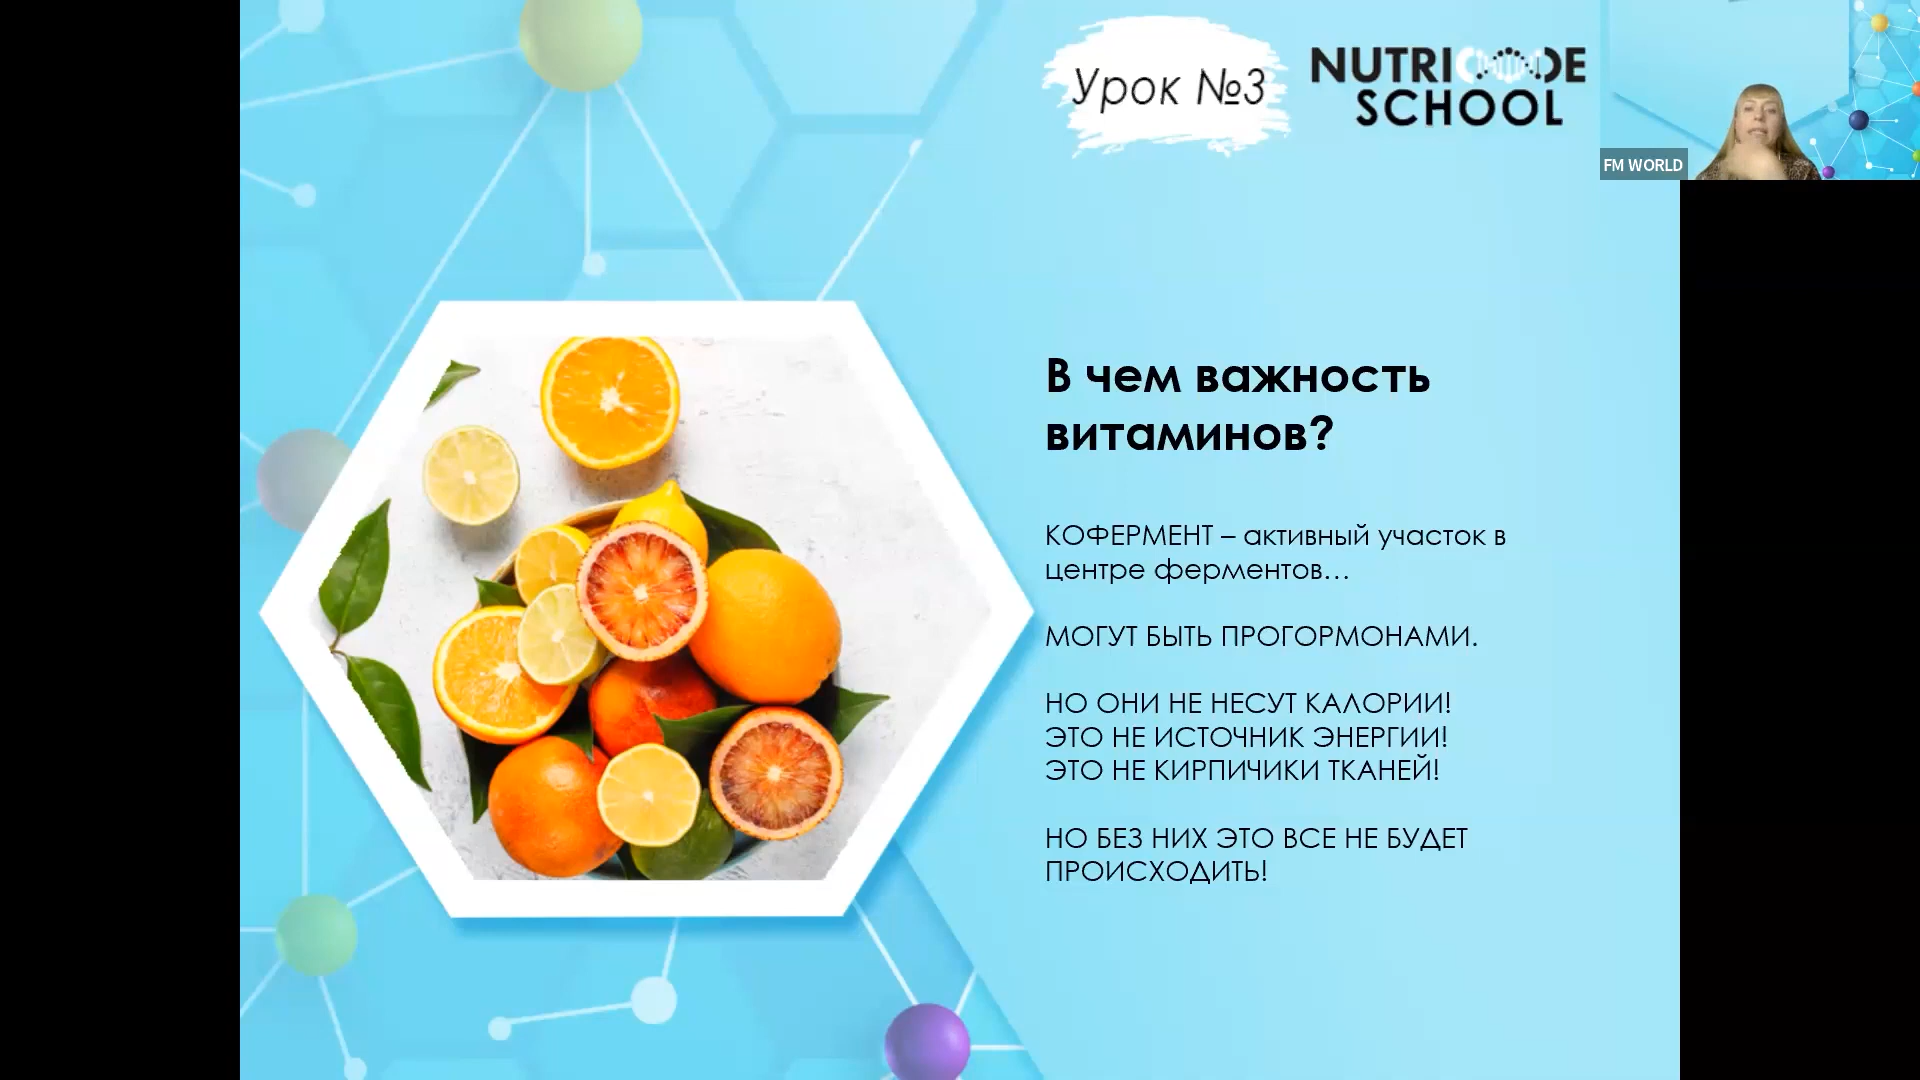 Урок №3
NUTRICODE
SCHOOL
FM WORLD
В чем важность
витаминов?
КОФЕРМЕНТ – активный участок в
центре ферментов...
МОГУТ БЫТЬ ПРОГОРМОНАМИ.
НО ОНИ НЕ НЕСУТ КАЛОРИИ!
ЭТО НЕ ИСТОЧНИК ЭНЕРГИИ!
ЭТО НЕ КИРПИЧИКИ ТКАНЕЙ!
НО БЕЗ НИХ ЭТО ВСЕ НЕ БУДЕТ
ПРОИСХОДИТЬ!